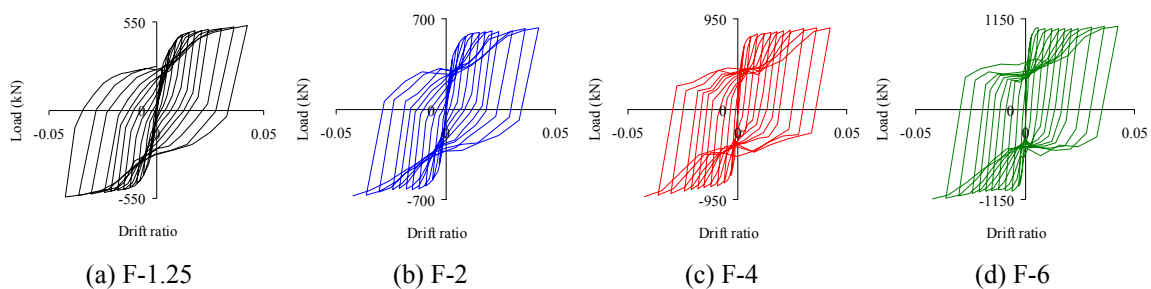 550
Load (kN)
0
-0.05
0.05
-550
Drift ratio
(a) F-1.25
700
Load (kN)
0
-0.05
0.05
-700
Drift ratio
(b) F-2
950
Load (kN)
0
-0.05
0.05
-950
Drift ratio
(c) F-4
1150
Load (kN)
0
-0.05
0.05
-1150
Drift ratio
(d) F-6